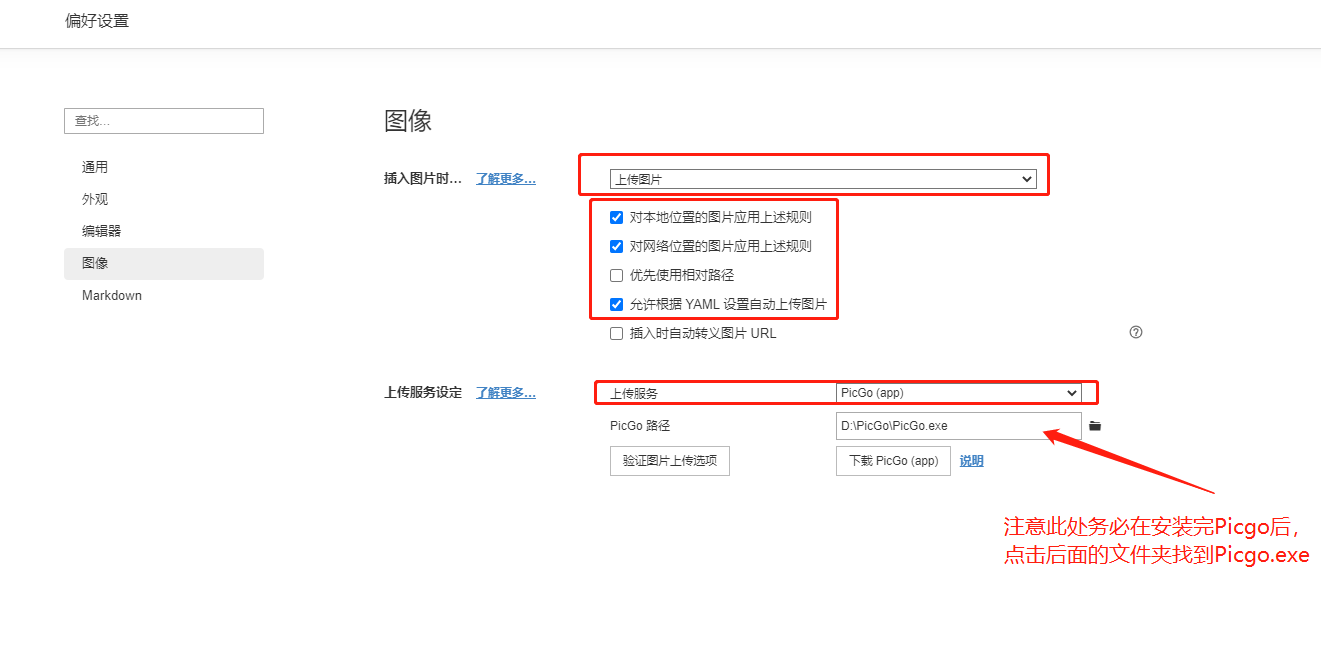 偏好设置
查找...
通用
外观
编辑器
图像
Markdown
图像
插入图片时... 了解更多... 上传图片
对本地位置的图片应用上述规则
对网络位置的图片应用上述规则
优先使用相对路径
允许根据 YAML 设置自动上传图片
插入时自动转义图片 URL
上传服务设定 了解更多... 上传服务 PicGo (app)
PicGo 路径 D:\PicGo\PicGo.exe
验证图片上传选项 下载 PicGo (app) 说明
注意此处务必在安装完Picgo后，
点击后面的文件夹找到Picgo.exe